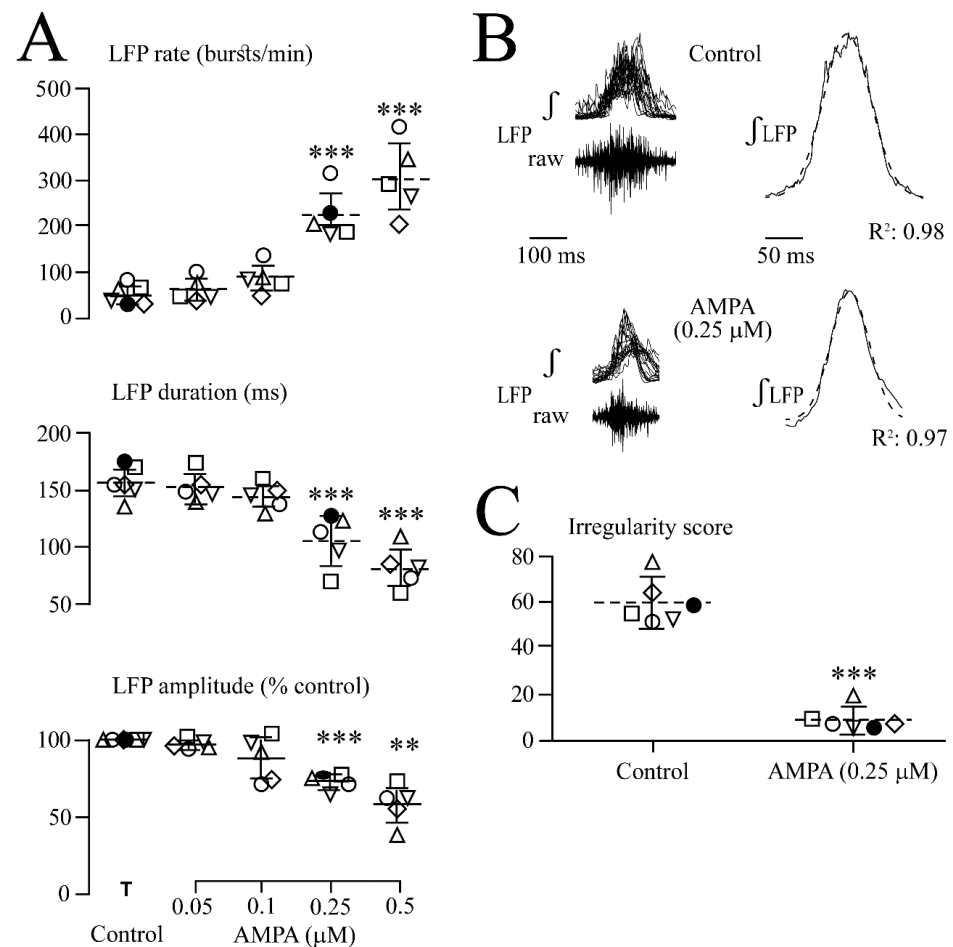 A
LFP rate (bursts/min)
500
400
300
200
100
0
***
***
LFP duration (ms)
200
150
100
50
***
***
LFP amplitude (% control)
100
50
0
***
**
T
0.05 0.1 0.25 0.5
Control AMPA (μM)
B
Control
∫
LFP
raw
∫LFP
R²: 0.98
100 ms
50 ms
AMPA
(0.25 μM)
∫
LFP
raw
∫LFP
R²: 0.97
C
Irregularity score
80
60
40
20
0
***
Control AMPA (0.25 μM)